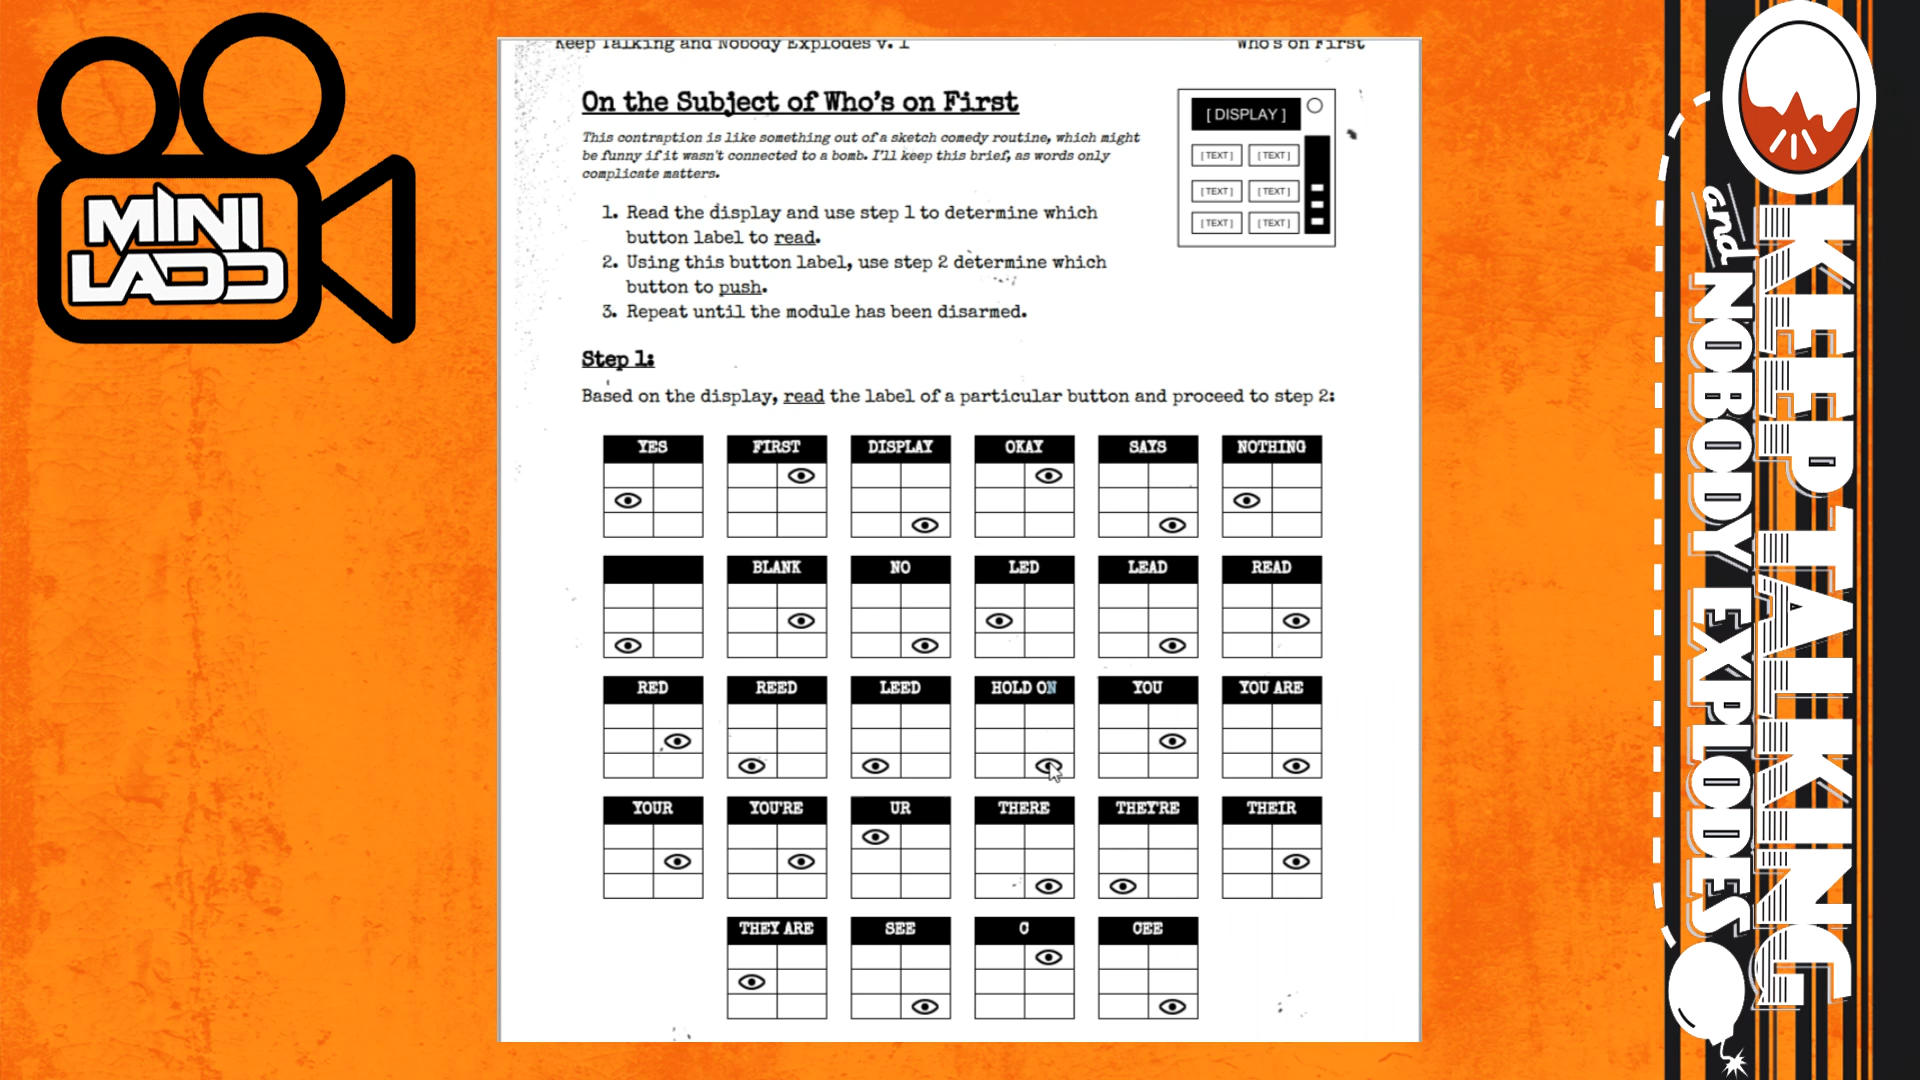 MINI
LADD
Keep Talking and Nobody Explodes v. 1
Who's on First
On the Subject of Who's on First
This contraption is like something out of a sketch comedy routine, which might
be funny if it wasn't connected to a bomb. I'll keep this brief, as words only
complicate matters.
[ DISPLAY ]
[ TEXT ] [ TEXT ]
[ TEXT ] [ TEXT ]
[ TEXT ] [ TEXT ]
1. Read the display and use step 1 to determine which
button label to read.
2. Using this button label, use step 2 determine which
button to push.
3. Repeat until the module has been disarmed.
Step 1:
Based on the display, read the label of a particular button and proceed to step 2:
YES FIRST DISPLAY OKAY SAYS NOTHING
BLANK NO LED LEAD READ
RED REED LEED HOLD ON YOU YOU ARE
YOUR YOU'RE UR THERE THEY'RE THEIR
THEY ARE SEE C CEE
KEEP TALKING
and NOBODY EXPLODES